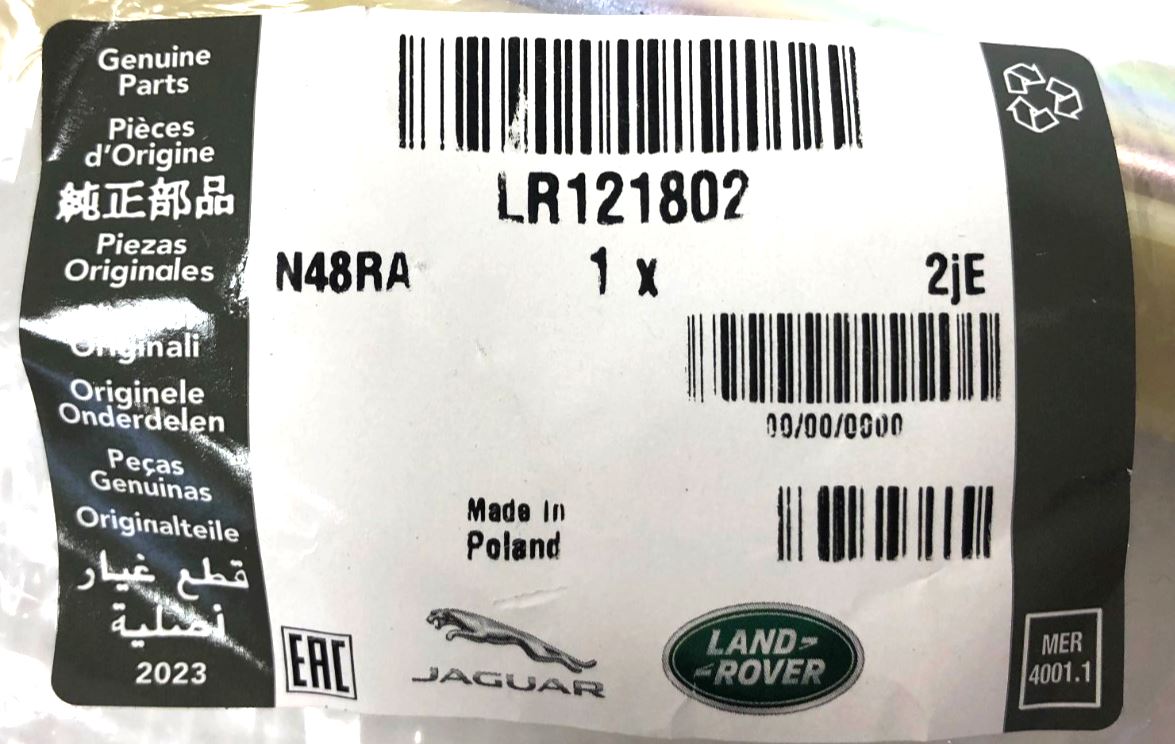 Genuine
Parts
Pièces
d'Origine
純正部品
Piezas
Originales
Originali
Originele
Onderdelen
Peças
Genuinas
Originalteile
قطع غيار
أصلية
2023
LR121802
N48RA 1 x 2jE
00/00/0000
Made In
Poland
EAC
JAGUAR
LAND
ROVER
MER
4001.1